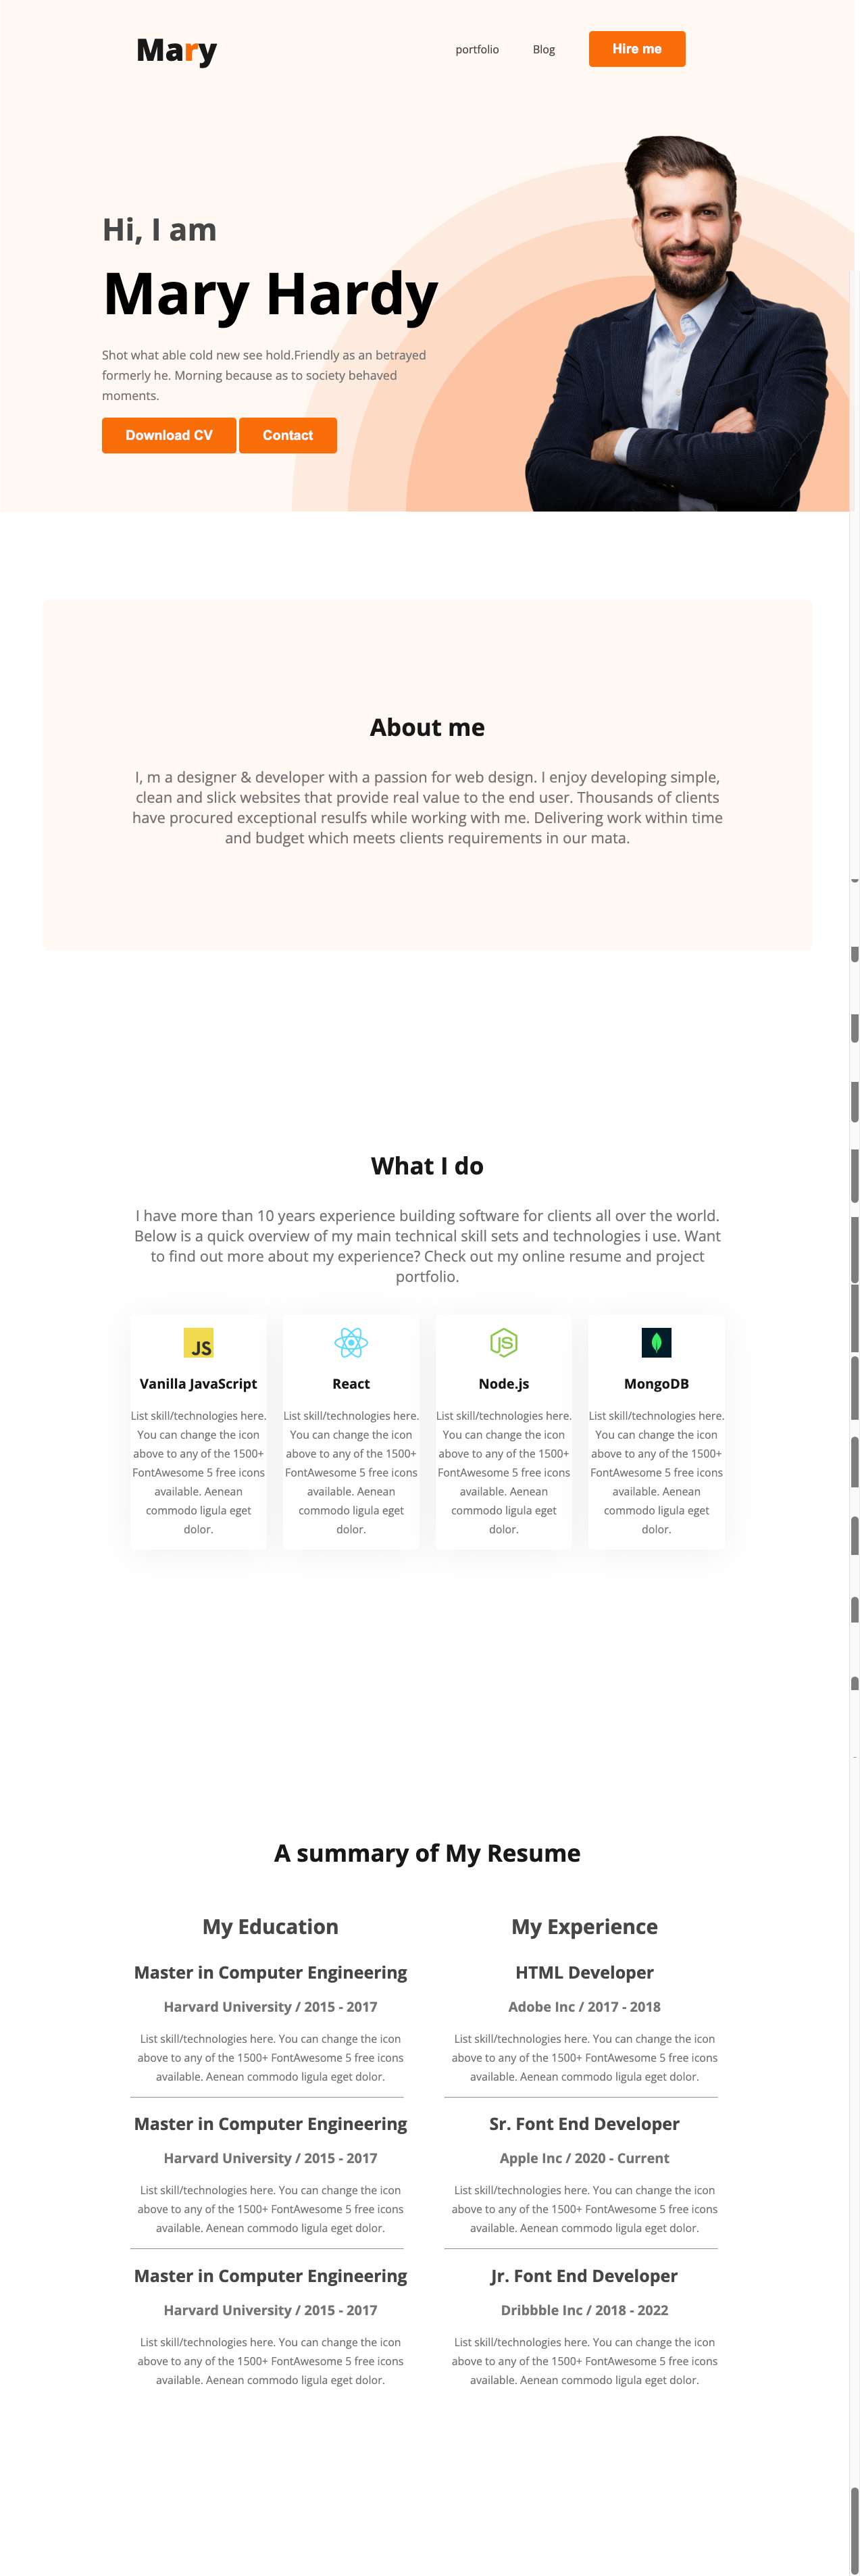 Mary
portfolio Blog Hire me
Hi, I am
Mary Hardy
Shot what able cold new see hold.Friendly as an betrayed
formerly he. Morning because as to society behaved
moments.
Download CV Contact
About me
I, m a designer & developer with a passion for web design. I enjoy developing simple,
clean and slick websites that provide real value to the end user. Thousands of clients
have procured exceptional resulfs while working with me. Delivering work within time
and budget which meets clients requirements in our mata.
What I do
I have more than 10 years experience building software for clients all over the world.
Below is a quick overview of my main technical skill sets and technologies i use. Want
to find out more about my experience? Check out my online resume and project
portfolio.
JS
Vanilla JavaScript
List skill/technologies here.
You can change the icon
above to any of the 1500+
FontAwesome 5 free icons
available. Aenean
commodo ligula eget
dolor.
React
List skill/technologies here.
You can change the icon
above to any of the 1500+
FontAwesome 5 free icons
available. Aenean
commodo ligula eget
dolor.
JS
Node.js
List skill/technologies here.
You can change the icon
above to any of the 1500+
FontAwesome 5 free icons
available. Aenean
commodo ligula eget
dolor.
MongoDB
List skill/technologies here.
You can change the icon
above to any of the 1500+
FontAwesome 5 free icons
available. Aenean
commodo ligula eget
dolor.
A summary of My Resume
My Education
Master in Computer Engineering
Harvard University / 2015 - 2017
List skill/technologies here. You can change the icon
above to any of the 1500+ FontAwesome 5 free icons
available. Aenean commodo ligula eget dolor.
Master in Computer Engineering
Harvard University / 2015 - 2017
List skill/technologies here. You can change the icon
above to any of the 1500+ FontAwesome 5 free icons
available. Aenean commodo ligula eget dolor.
Master in Computer Engineering
Harvard University / 2015 - 2017
List skill/technologies here. You can change the icon
above to any of the 1500+ FontAwesome 5 free icons
available. Aenean commodo ligula eget dolor.
My Experience
HTML Developer
Adobe Inc / 2017 - 2018
List skill/technologies here. You can change the icon
above to any of the 1500+ FontAwesome 5 free icons
available. Aenean commodo ligula eget dolor.
Sr. Font End Developer
Apple Inc / 2020 - Current
List skill/technologies here. You can change the icon
above to any of the 1500+ FontAwesome 5 free icons
available. Aenean commodo ligula eget dolor.
Jr. Font End Developer
Dribbble Inc / 2018 - 2022
List skill/technologies here. You can change the icon
above to any of the 1500+ FontAwesome 5 free icons
available. Aenean commodo ligula eget dolor.